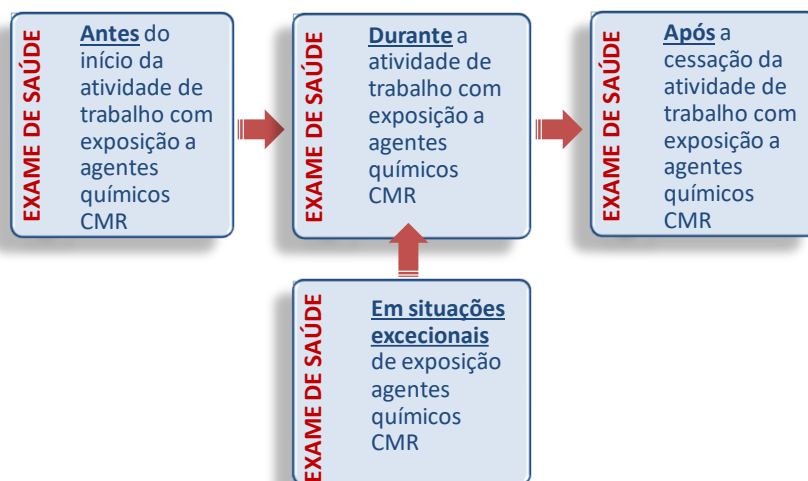 EXAME DE SAÚDE
Antes do
início da
atividade de
trabalho com
exposição a
agentes
químicos
CMR
EXAME DE SAÚDE
Durante a
atividade de
trabalho com
exposição a
agentes
químicos
CMR
EXAME DE SAÚDE
Após a
cessação da
atividade de
trabalho com
exposição a
agentes
químicos
CMR
EXAME DE SAÚDE
Em situações
excecionais
de exposição
agentes
químicos
CMR